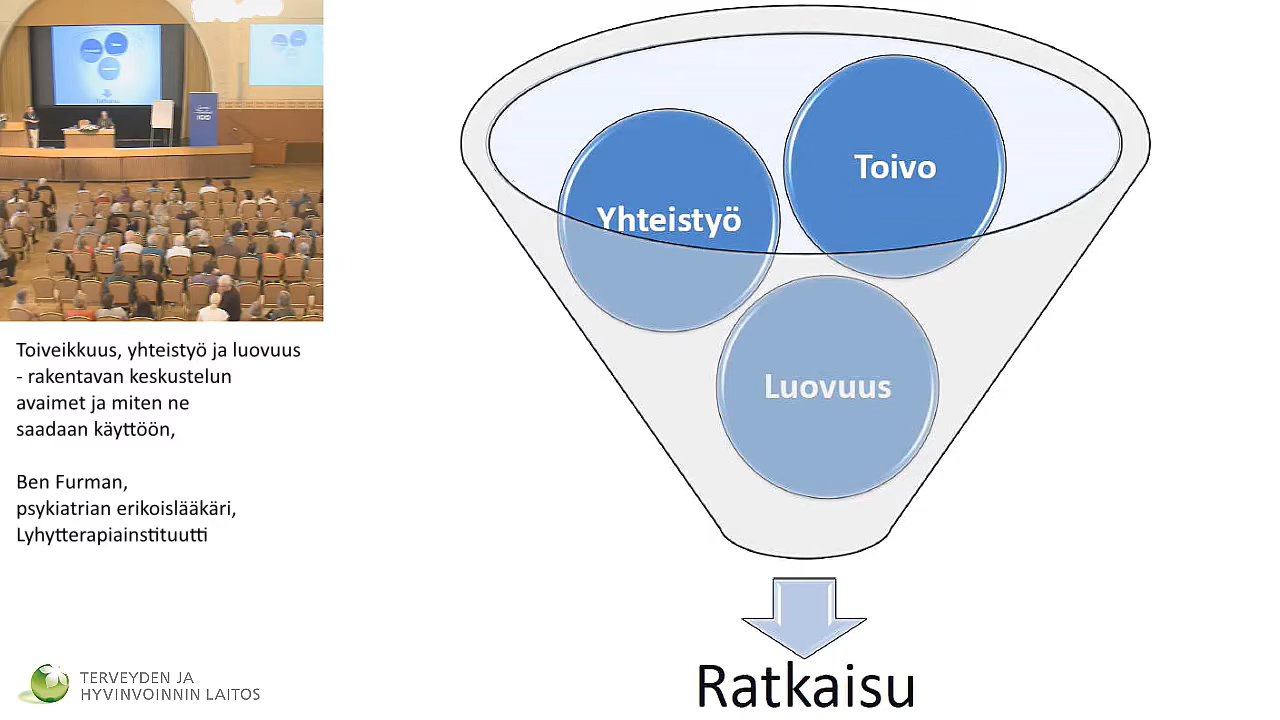 Yhteistyö
Toivo
Luovuus
Ratkaisu
Toiveikkuus, yhteistyö ja luovuus
- rakentavan keskustelun
avaimet ja miten ne
saadaan käyttöön,
Ben Furman,
psykiatrian erikoislääkäri,
Lyhytterapiainstituutti
TERVEYDEN JA
HYVINVOINNIN LAITOS